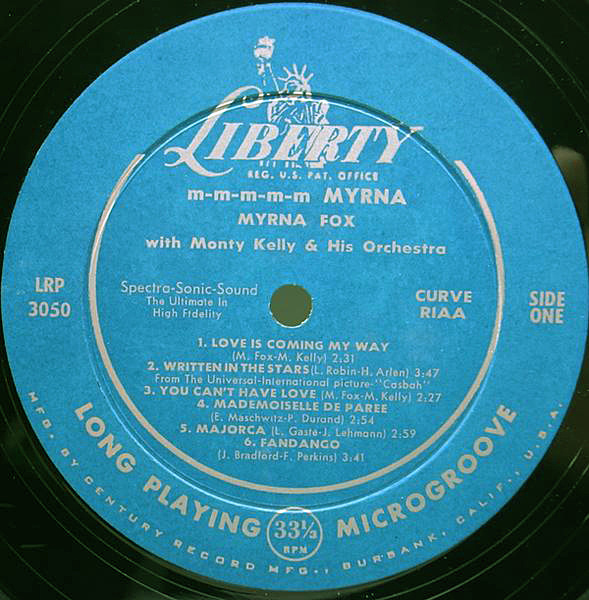 LIBERTY
REG. U.S. PAT. OFFICE
m-m-m-m-m MYRNA
MYRNA FOX
with Monty Kelly & His Orchestra
LRP
3050
Spectra-Sonic-Sound
The Ultimate In
High Fidelity
CURVE
RIAA
SIDE
ONE
1. LOVE IS COMING MY WAY
(M. Fox-M. Kelly) 2:31
2. WRITTEN IN THE STARS (L. Robin-H. Arlen) 3:47
From The Universal-International picture-"Casbah"
3. YOU CAN'T HAVE LOVE (M. Fox-M. Kelly) 2:27
4. MADEMOISELLE DE PAREE
(E. Maschwitz-P. Durand) 2:54
5. MAJORCA (L. Gasté-J. Lehmann) 2:59
6. FANDANGO
(J. Bradford-F. Perkins) 3:41
LONG PLAYING 33⅓ RPM MICROGROOVE
MFG. BY CENTURY RECORD MFG., BURBANK, CALIF., U.S.A.